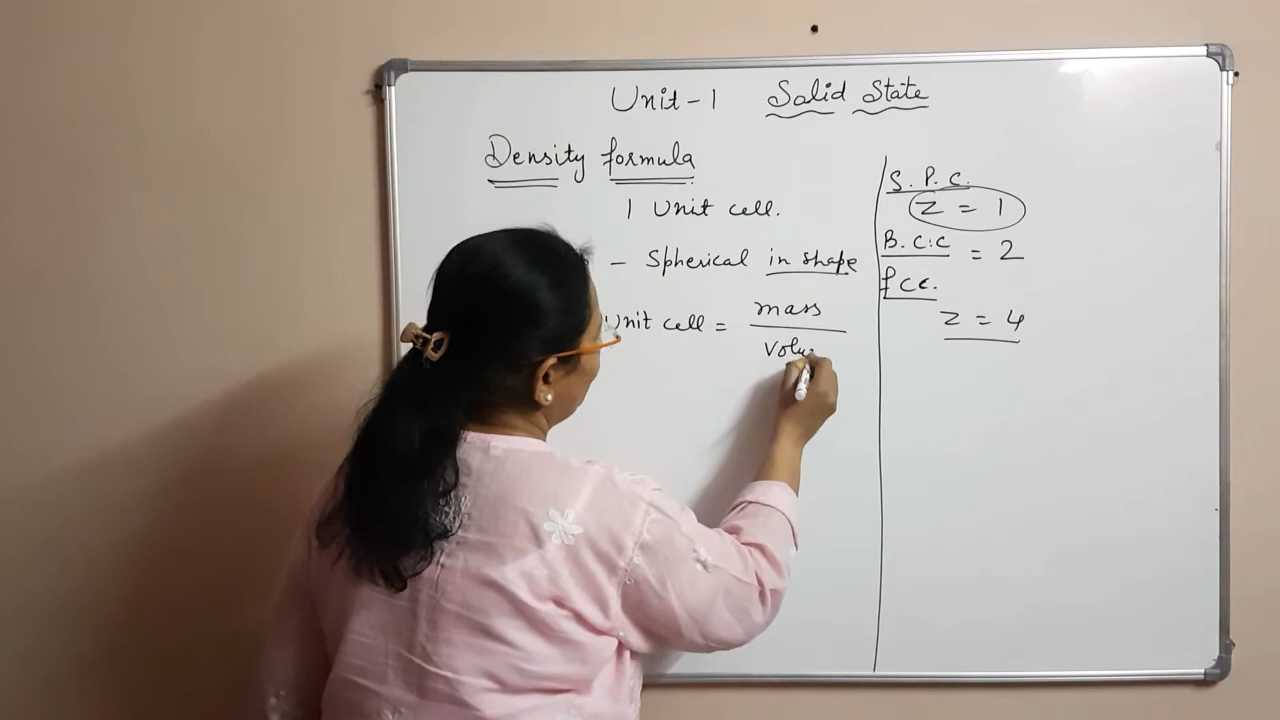 Unit - 1 Solid State
Density formula
1 Unit cell.
- Spherical in shape
Unit cell = mass
Volu
S. P. C.
Z = 1
B. C. C = 2
f C C.
Z = 4